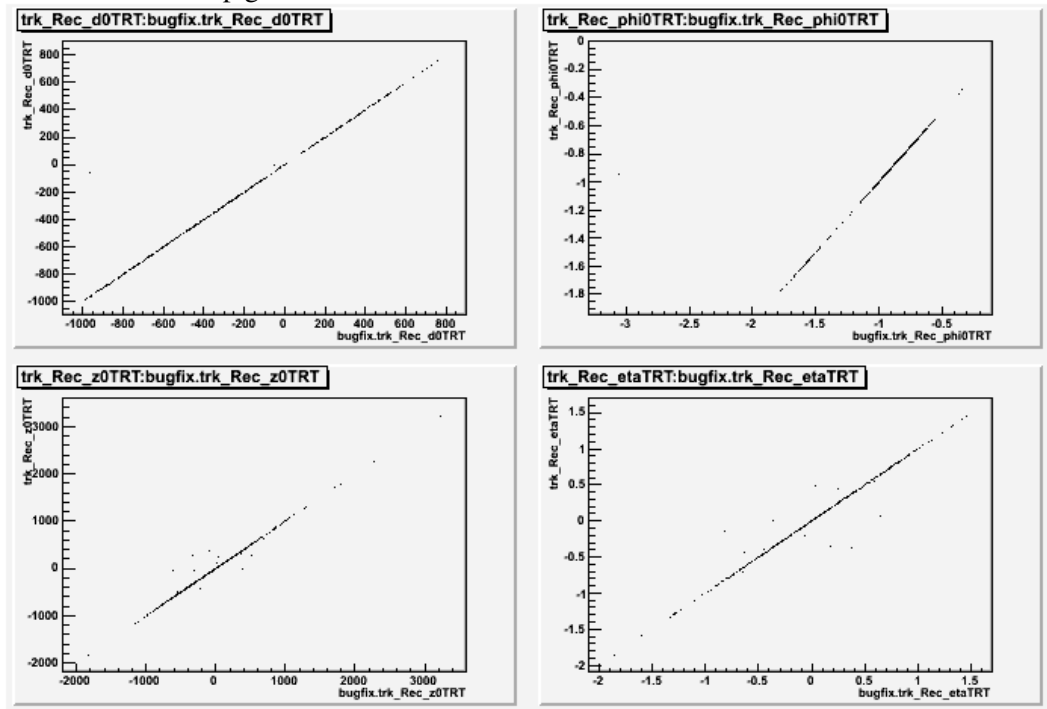 trk_Rec_d0TRT:bugfix.trk_Rec_d0TRT
trk_Rec_d0TRT
800
600
400
200
0
-200
-400
-600
-800
-1000
-1000 -800 -600 -400 -200 0 200 400 600 800
bugfix.trk_Rec_d0TRT
trk_Rec_phi0TRT:bugfix.trk_Rec_phi0TRT
trk_Rec_phi0TRT
0
-0.2
-0.4
-0.6
-0.8
-1
-1.2
-1.4
-1.6
-1.8
-3 -2.5 -2 -1.5 -1 -0.5
bugfix.trk_Rec_phi0TRT
trk_Rec_z0TRT:bugfix.trk_Rec_z0TRT
trk_Rec_z0TRT
3000
2000
1000
0
-1000
-2000
-2000 -1000 0 1000 2000 3000
bugfix.trk_Rec_z0TRT
trk_Rec_etaTRT:bugfix.trk_Rec_etaTRT
trk_Rec_etaTRT
1.5
1
0.5
0
-0.5
-1
-1.5
-2
-2 -1.5 -1 -0.5 0 0.5 1 1.5
bugfix.trk_Rec_etaTRT